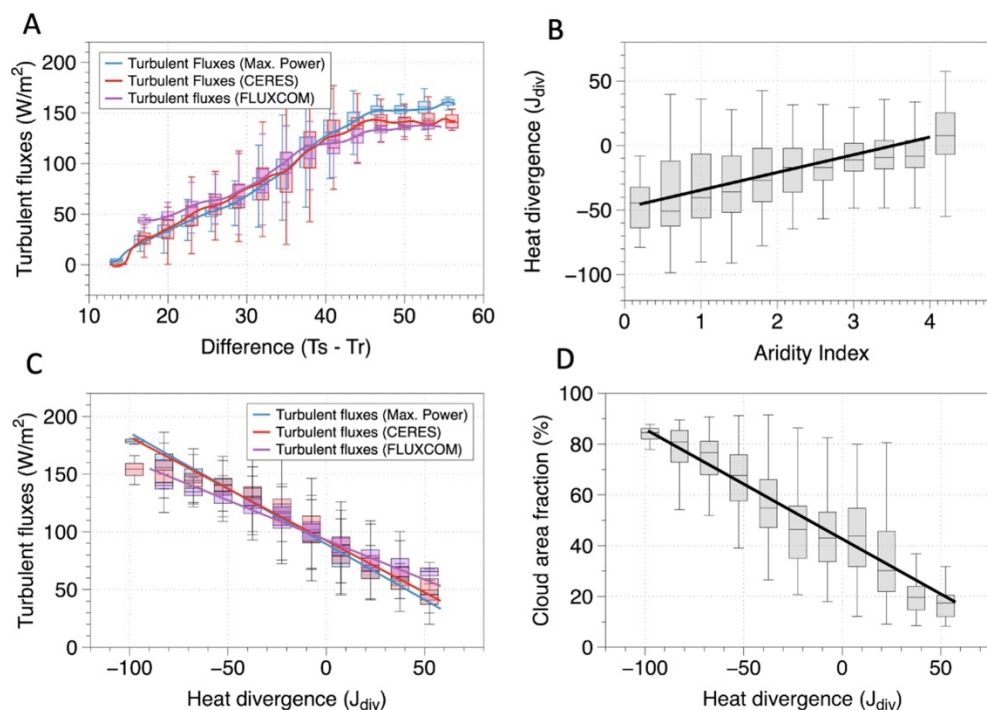 A
Turbulent fluxes (W/m²)
200
150
100
50
0
Turbulent Fluxes (Max. Power)
Turbulent Fluxes (CERES)
Turbulent fluxes (FLUXCOM)
10 20 30 40 50 60
Difference (Ts - Tr)
B
Heat divergence (J_div)
50
0
−50
−100
0 1 2 3 4
Aridity Index
C
Turbulent fluxes (W/m²)
200
150
100
50
0
Turbulent fluxes (Max. Power)
Turbulent fluxes (CERES)
Turbulent fluxes (FLUXCOM)
−100 −50 0 50
Heat divergence (J_div)
D
Cloud area fraction (%)
100
80
60
40
20
0
−100 −50 0 50
Heat divergence (J_div)